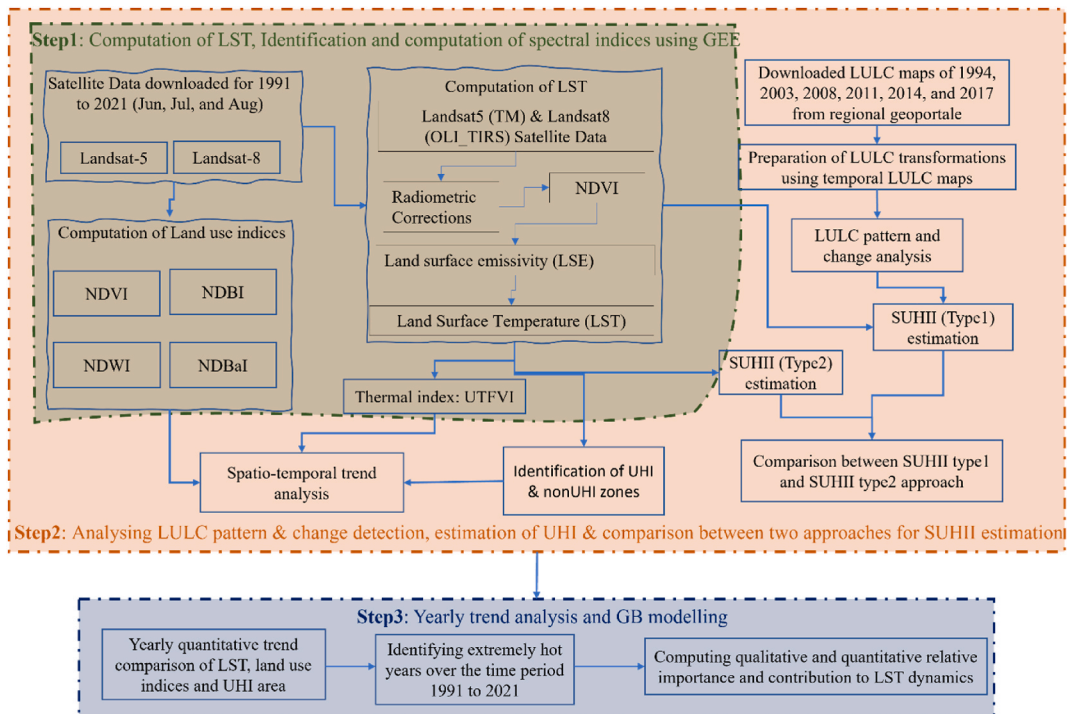 Step1: Computation of LST, Identification and computation of spectral indices using GEE
Satellite Data downloaded for 1991
to 2021 (Jun, Jul, and Aug)
Landsat-5
Landsat-8
Computation of Land use indices
NDVI
NDBI
NDWI
NDBaI
Computation of LST
Landsat5 (TM) & Landsat8
(OLI_TIRS) Satellite Data
Radiometric
Corrections
NDVI
Land surface emissivity (LSE)
Land Surface Temperature (LST)
Thermal index: UTFVI
Downloaded LULC maps of 1994,
2003, 2008, 2011, 2014, and 2017
from regional geoportale
Preparation of LULC transformations
using temporal LULC maps
LULC pattern and
change analysis
SUHII (Type1)
estimation
SUHII (Type2)
estimation
Spatio-temporal trend
analysis
Identification of UHI
& nonUHI zones
Comparison between SUHII type1
and SUHII type2 approach
Step2: Analysing LULC pattern & change detection, estimation of UHI & comparison between two approaches for SUHII estimation
Step3: Yearly trend analysis and GB modelling
Yearly quantitative trend
comparison of LST, land use
indices and UHI area
Identifying extremely hot
years over the time period
1991 to 2021
Computing qualitative and quantitative relative
importance and contribution to LST dynamics